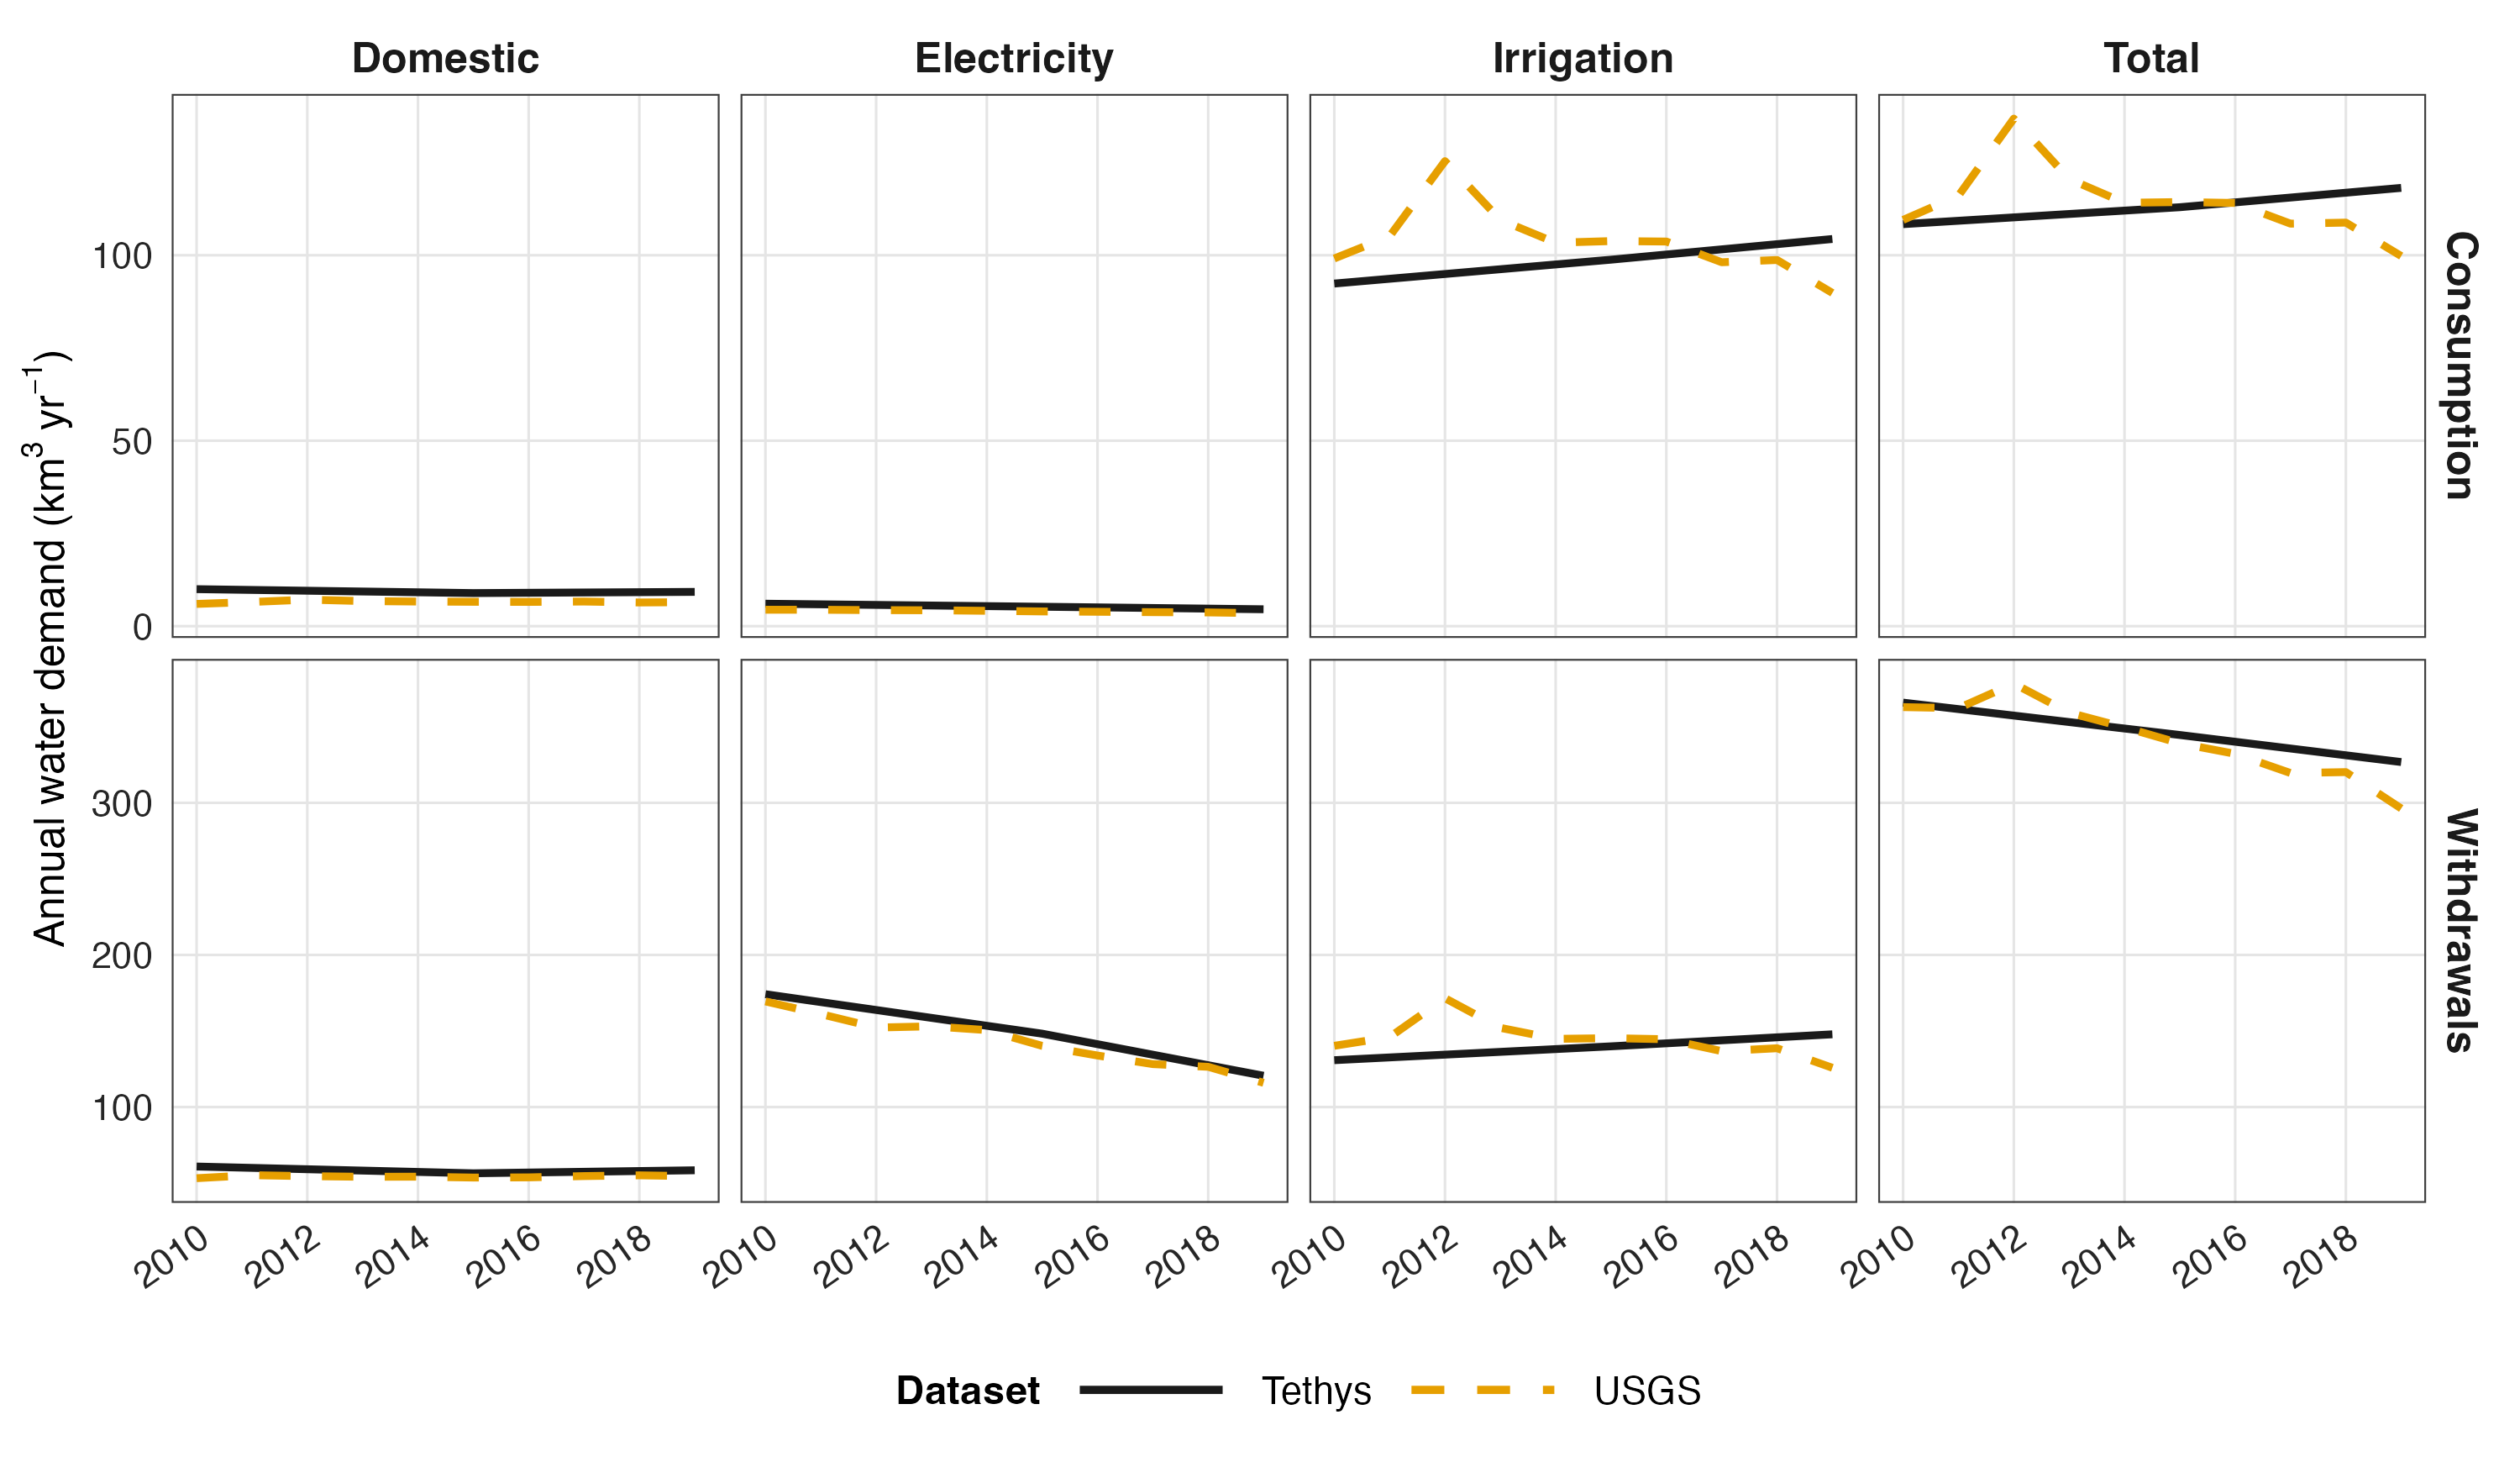 Domestic Electricity Irrigation Total
Annual water demand (km³ yr⁻¹)
100
50
0
Consumption
300
200
100
Withdrawals
2010 2012 2014 2016 2018 2010 2012 2014 2016 2018 2010 2012 2014 2016 2018 2010 2012 2014 2016 2018
Dataset Tethys USGS